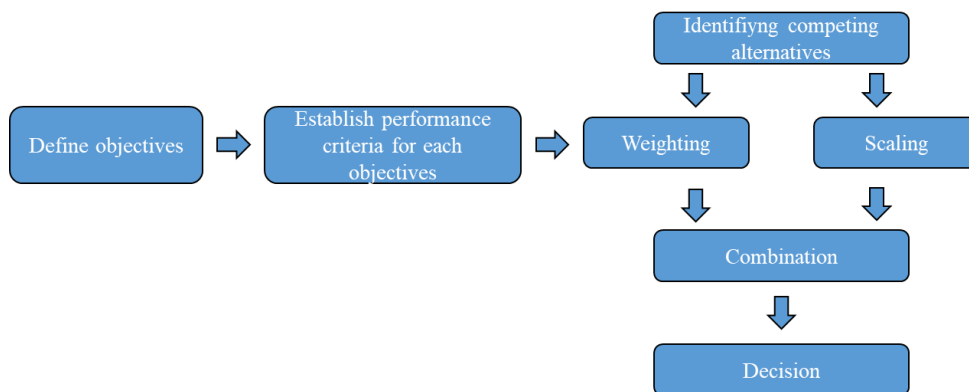 Identifiyng competing
alternatives
Define objectives
Establish performance
criteria for each
objectives
Weighting
Scaling
Combination
Decision